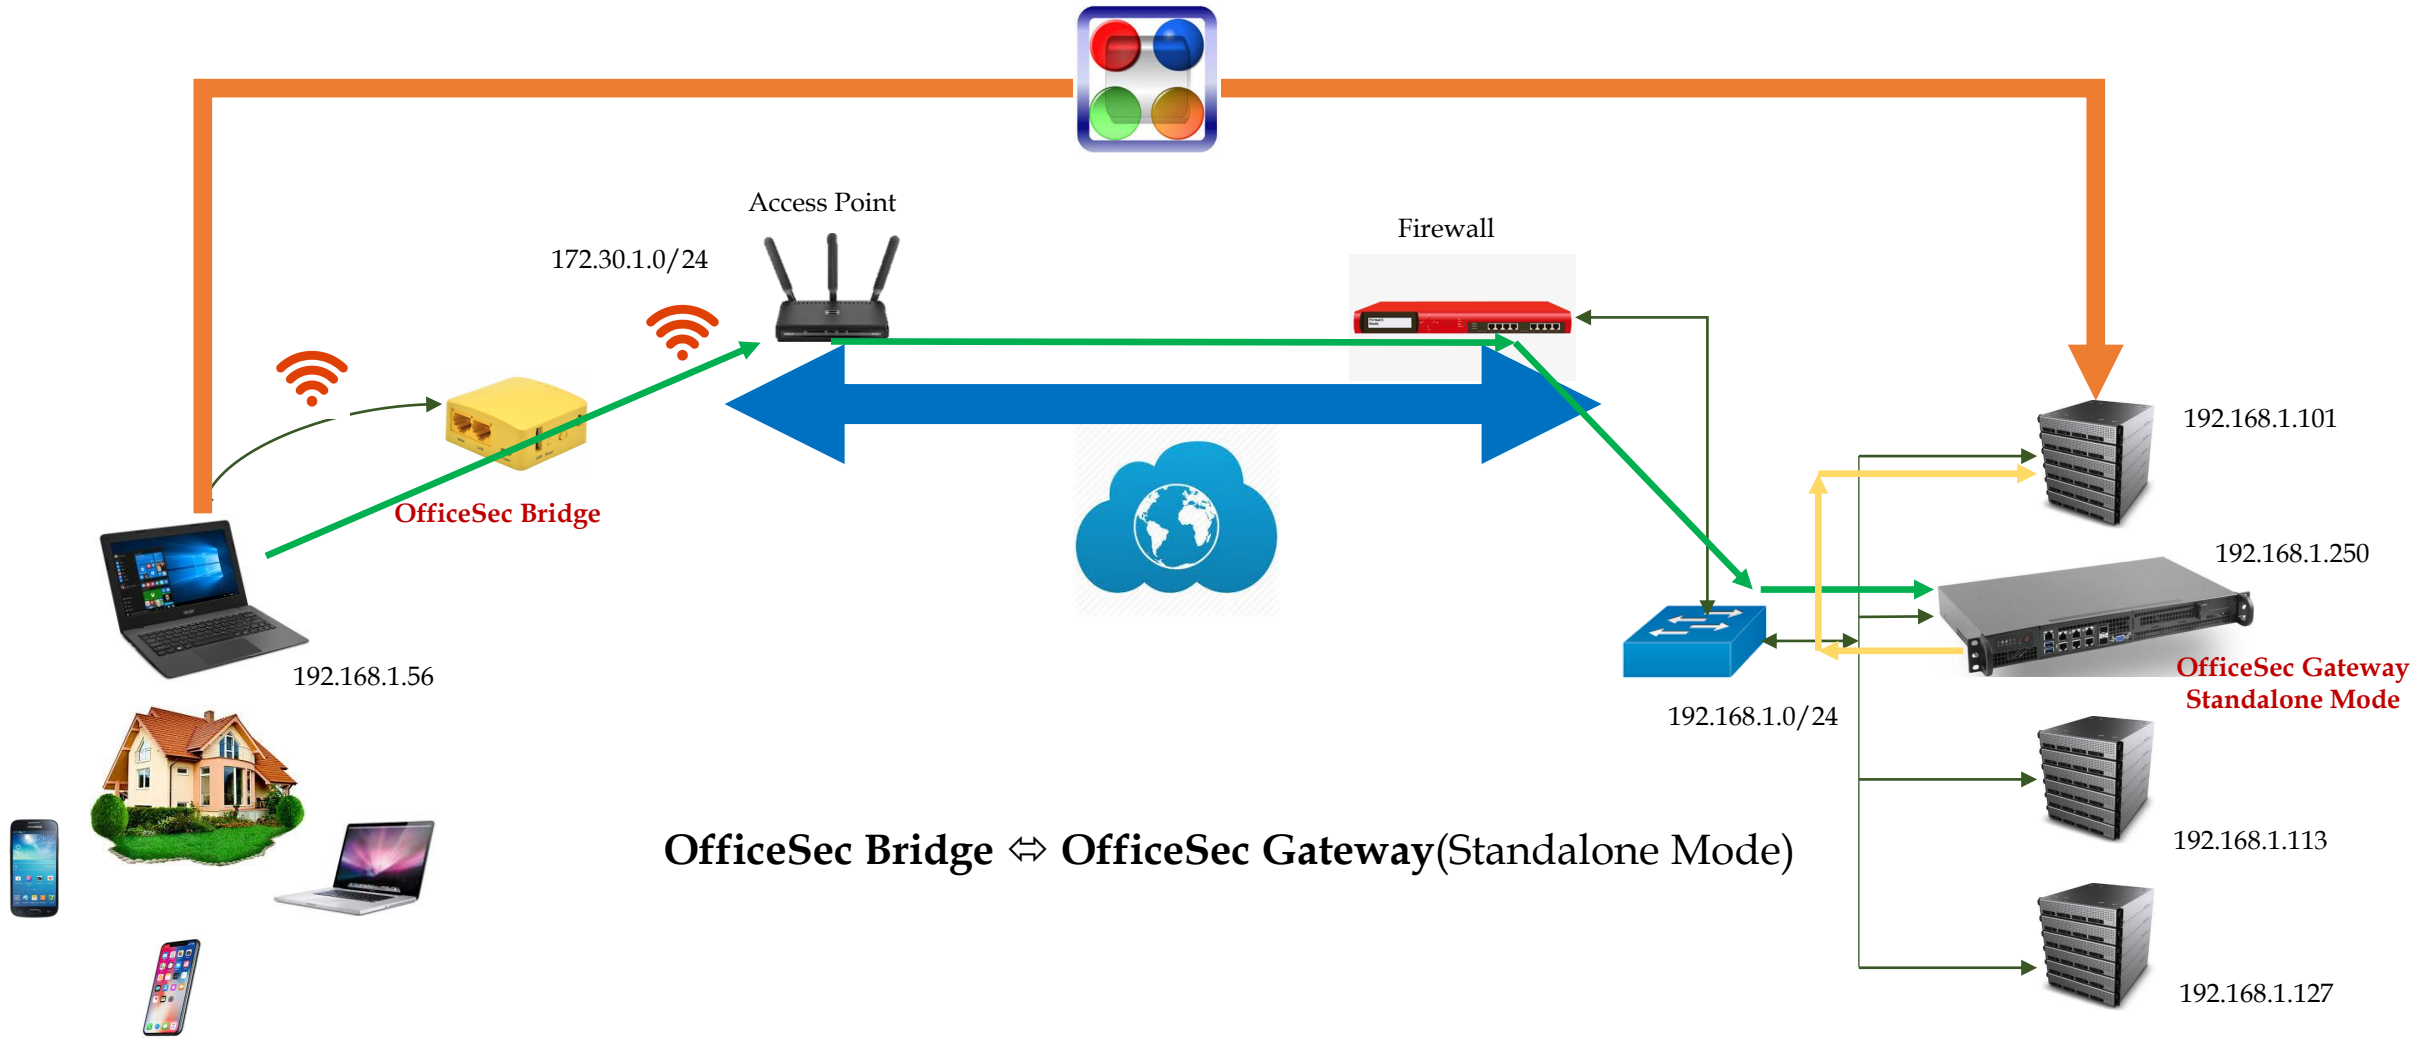 Access Point
Firewall
172.30.1.0/24
192.168.1.101
OfficeSec Bridge
192.168.1.250
192.168.1.56
OfficeSec Gateway
Standalone Mode
192.168.1.0/24
OfficeSec Bridge ⬄ OfficeSec Gateway(Standalone Mode)
192.168.1.113
192.168.1.127